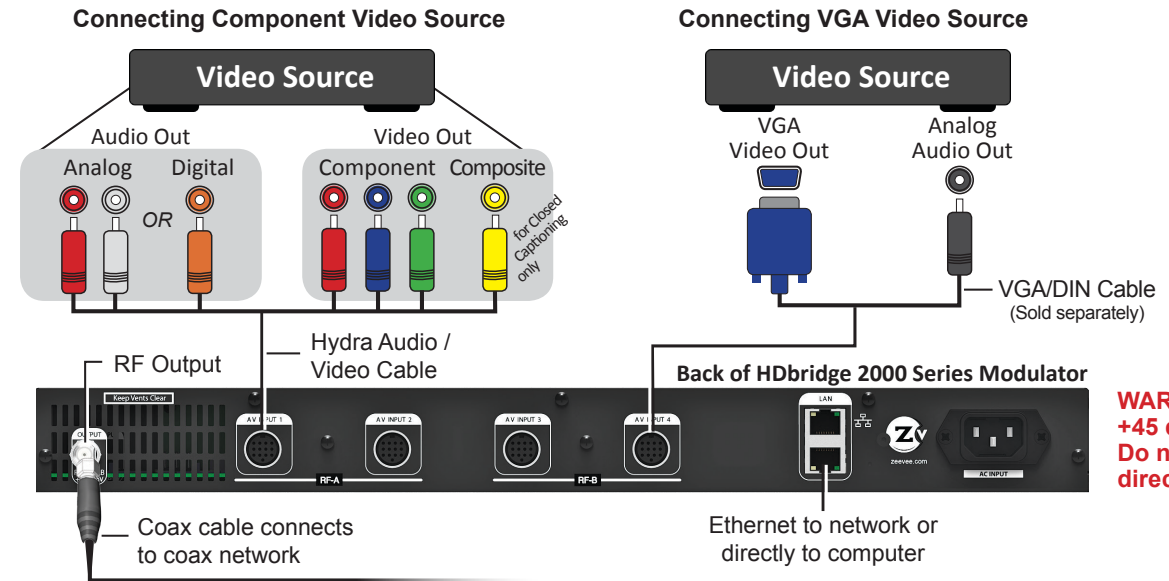 Connecting Component Video Source
Connecting VGA Video Source
Video Source
Video Source
Audio Out
Video Out
Analog
Digital
Component
Composite
OR
for Closed
Captioning
only
VGA
Video Out
Analog
Audio Out
VGA/DIN Cable
(Sold separately)
Hydra Audio /
Video Cable
RF Output
Back of HDbridge 2000 Series Modulator
Keep Vents Clear
OUTPUT
A V INPUT 1
A V INPUT 2
A V INPUT 3
A V INPUT 4
LAN
RF-A
RF-B
Zv
zeevee.com
AC INPUT
WAR
+45
Do n
direc
Coax cable connects
to coax network
Ethernet to network or
directly to computer